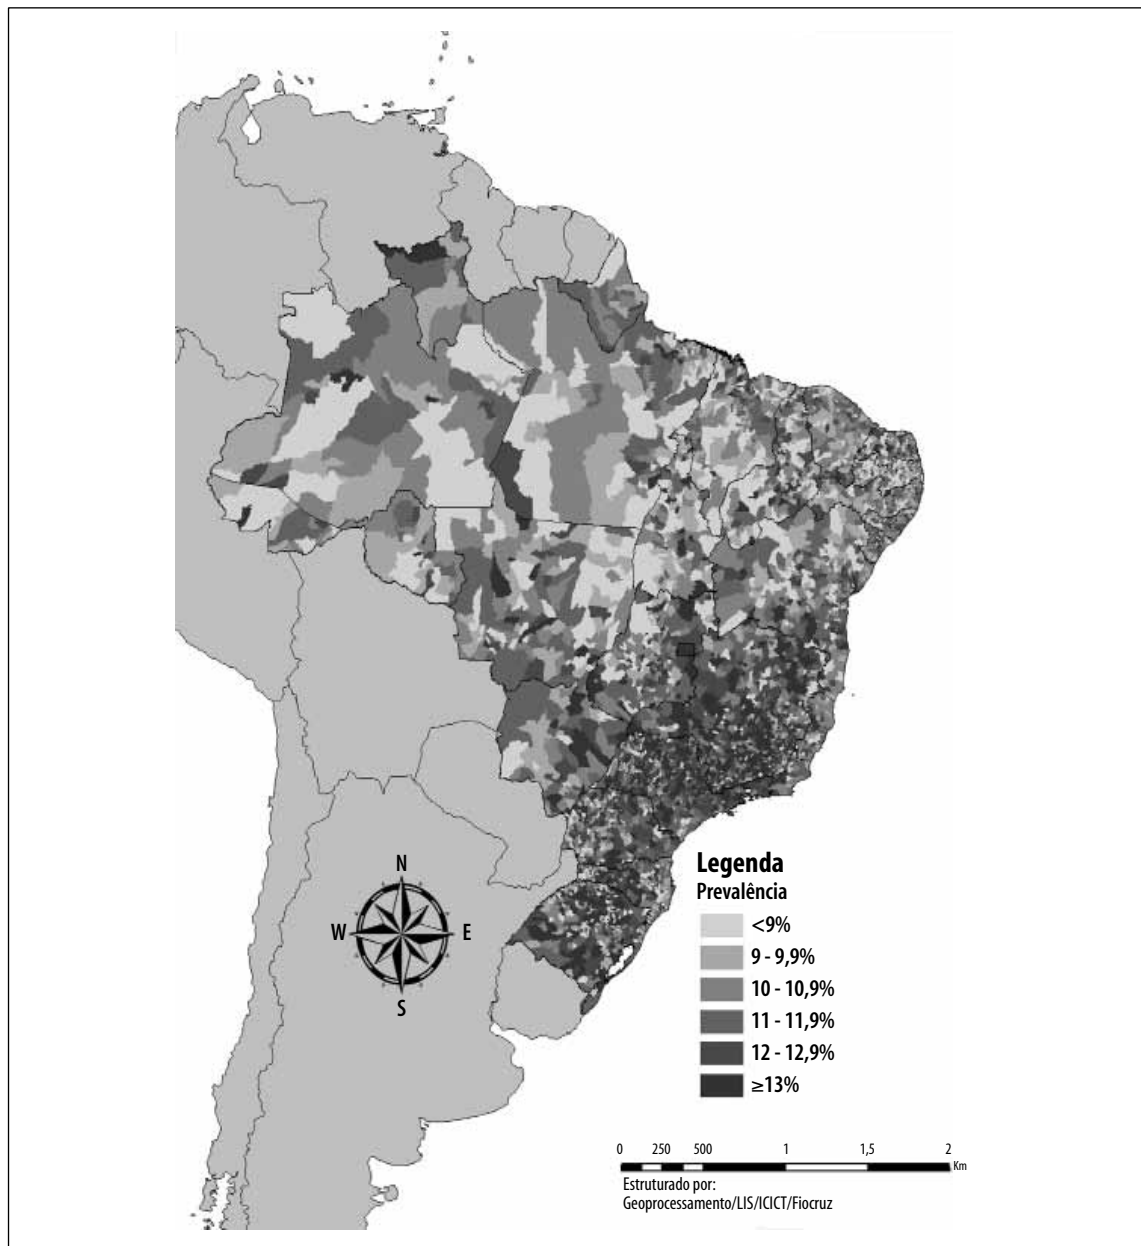 N
W
E
S
Legenda
Prevalência
<9%
9 - 9,9%
10 - 10,9%
11 - 11,9%
12 - 12,9%
≥13%
0 250 500 1 1,5 2
Km
Estruturado por:
Geoprocessamento/LIS/ICICT/Fiocruz